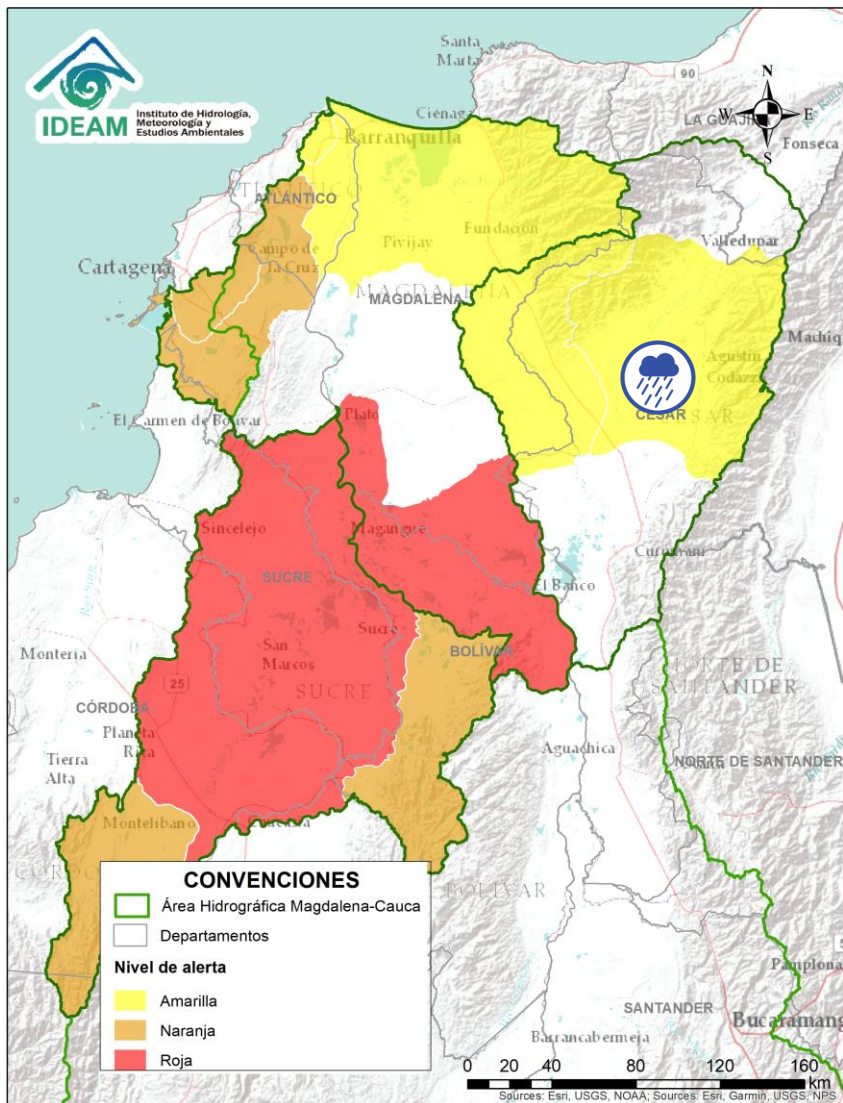 IDEAM
Instituto de Hidrología,
Meteorología y
Estudios Ambientales
Santa
Marta
90
N
W
E
S
Ciénaga
LA GUAJIRA
Fonseca
Barranquilla
ATLÁNTICO
ATLÁNTICO
Valledupar
Fundación
Pivijay
Campo de
la Cruz
Cartagena
MAGDALENA
MAGDALENA
Agustín
Codazzi
CESAR
El Carmen de Bolívar
Plato
Sincelejo
Magangué
Curumaní
El Banco
SUCRE
Sucre
San
Marcos
SUCRE
BOLÍVAR
Montería
25
CÓRDOBA
Planeta
Rica
Tierra
Alta
NORTE DE
SANTANDER
Aguachica
NORTE DE SANTANDER
Montelibano
BOLÍVAR
CONVENCIONES
Área Hidrográfica Magdalena-Cauca
Departamentos
Nivel de alerta
Amarilla
Naranja
Roja
Pamplona
SANTANDER
Bucaramang
Barrancabermeja
0 20 40 80 120 160
km
Sources: Esri, USGS, NOAA; Sources: Esri, Garmin, USGS, NPS